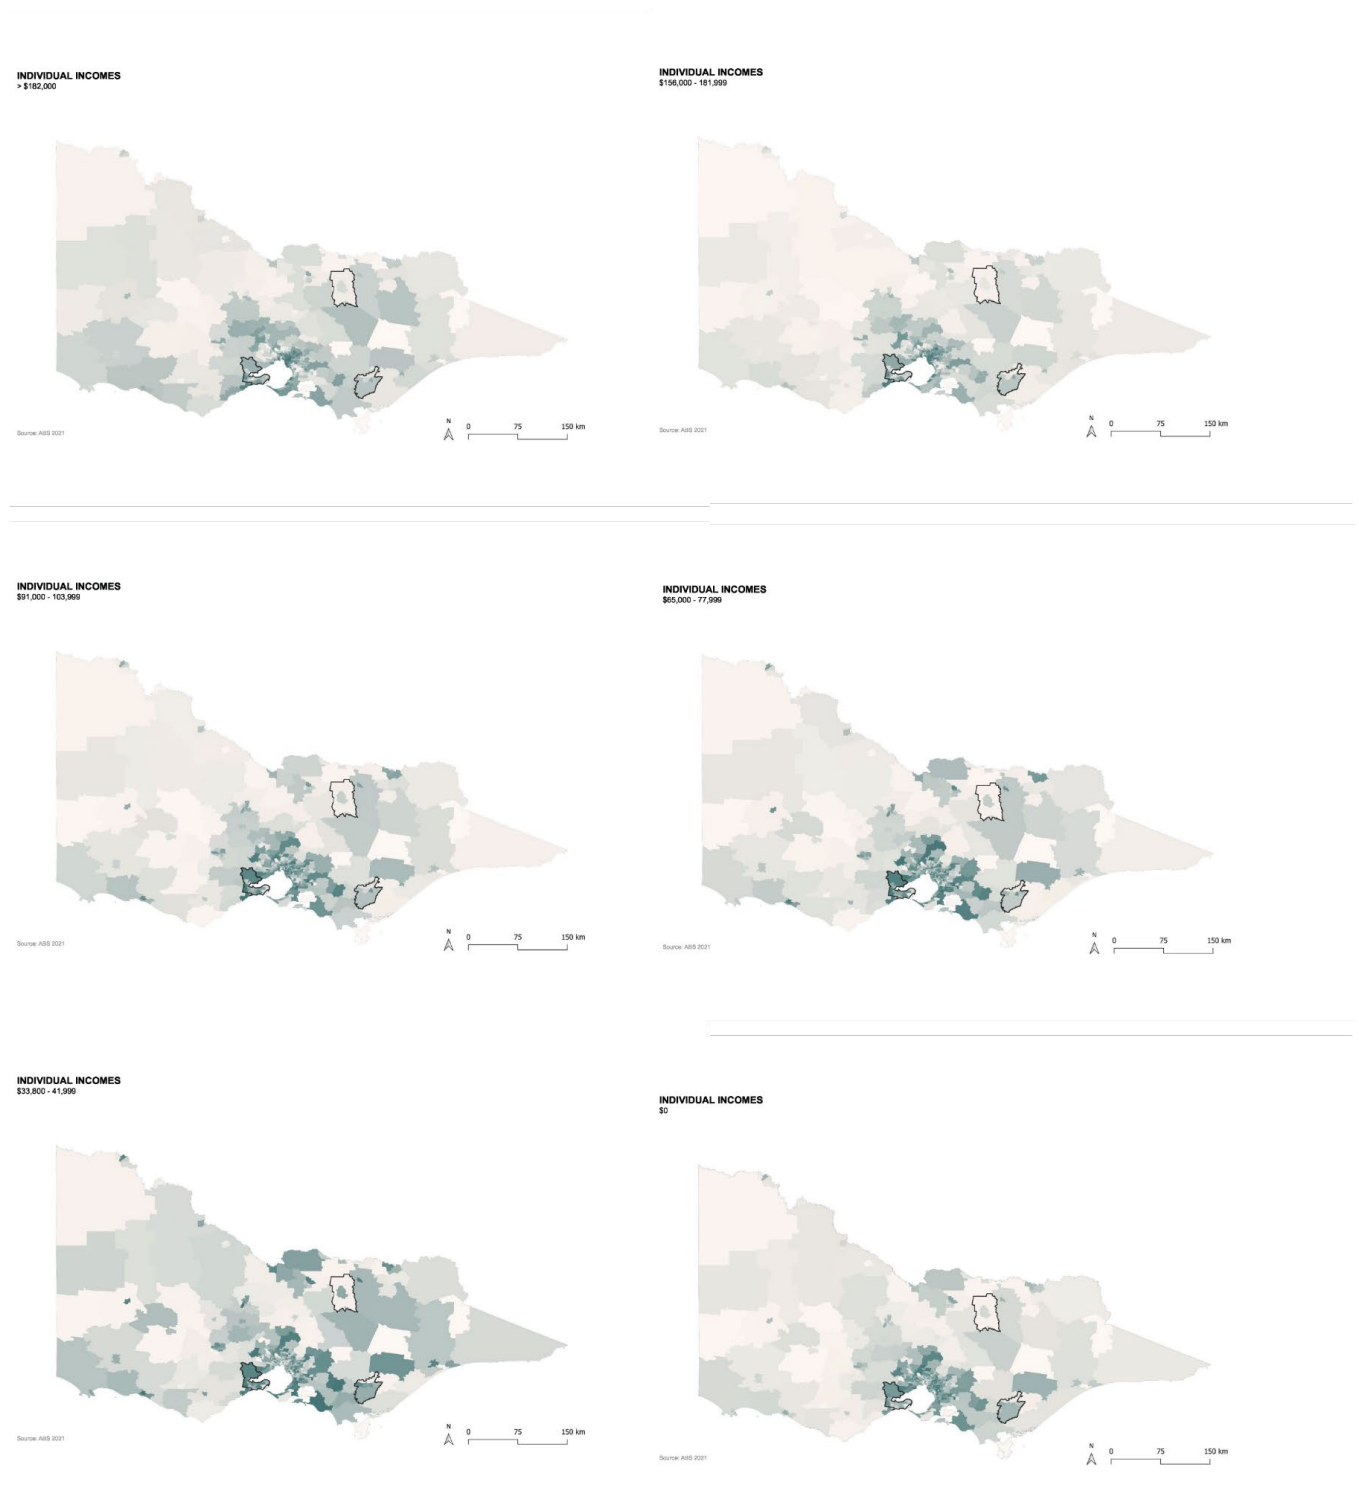 INDIVIDUAL INCOMES
> $182,000
N
0 75 150 km
Source: ABS 2021
INDIVIDUAL INCOMES
$156,000 - 181,999
N
0 75 150 km
Source: ABS 2021
INDIVIDUAL INCOMES
$91,000 - 103,999
N
0 75 150 km
Source: ABS 2021
INDIVIDUAL INCOMES
$65,000 - 77,999
N
0 75 150 km
Source: ABS 2021
INDIVIDUAL INCOMES
$33,800 - 41,999
N
0 75 150 km
Source: ABS 2021
INDIVIDUAL INCOMES
$0
N
0 75 150 km
Source: ABS 2021